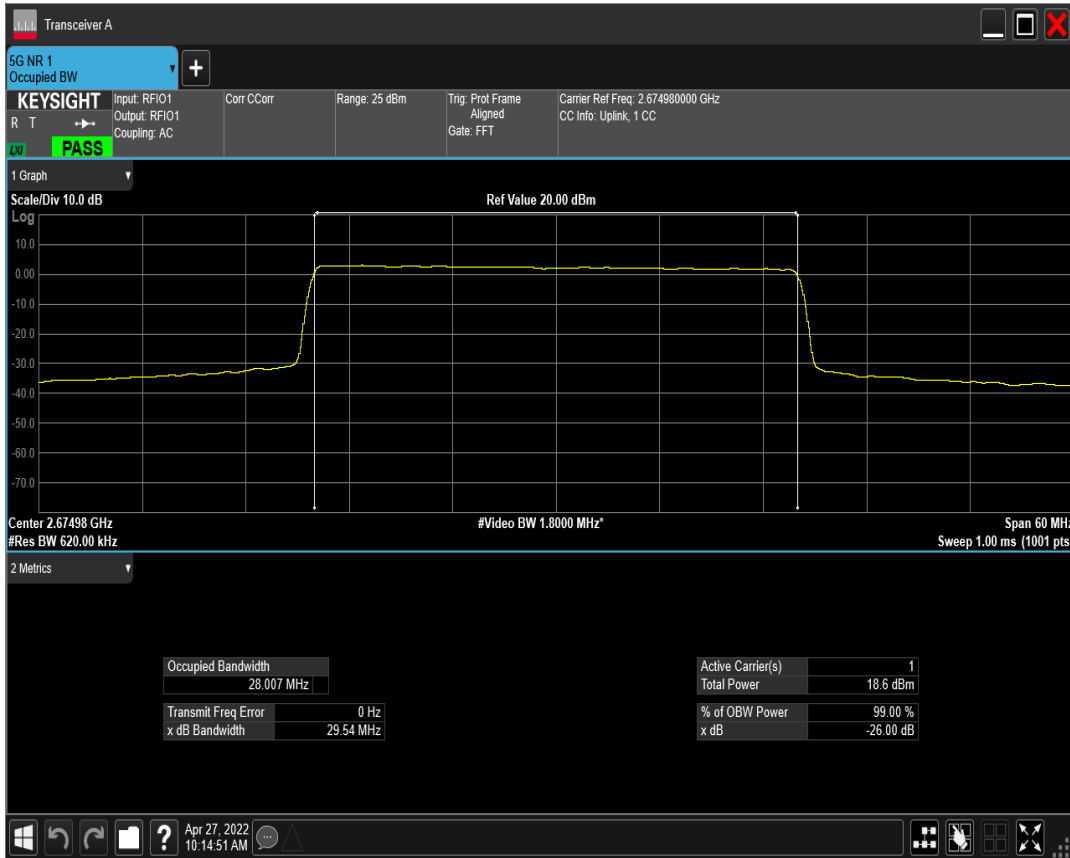 Transceiver A
5G NR 1
Occupied BW
+
KEYSIGHT
R T
LXI
PASS
Input: RFIO1
Output: RFIO1
Coupling: AC
Corr CCorr
Range: 25 dBm
Trig: Prot Frame
Aligned
Gate: FFT
Carrier Ref Freq: 2.674980000 GHz
CC Info: Uplink, 1 CC
1 Graph
Scale/Div 10.0 dB
Ref Value 20.00 dBm
Log
10.0
0.00
-10.0
-20.0
-30.0
-40.0
-50.0
-60.0
-70.0
Center 2.67498 GHz
#Video BW 1.8000 MHz*
Span 60 MHz
#Res BW 620.00 kHz
Sweep 1.00 ms (1001 pts
2 Metrics
Occupied Bandwidth
28.007 MHz
Transmit Freq Error 0 Hz
x dB Bandwidth 29.54 MHz
Active Carrier(s) 1
Total Power 18.6 dBm
% of OBW Power 99.00 %
x dB -26.00 dB
?
Apr 27, 2022
10:14:51 AM